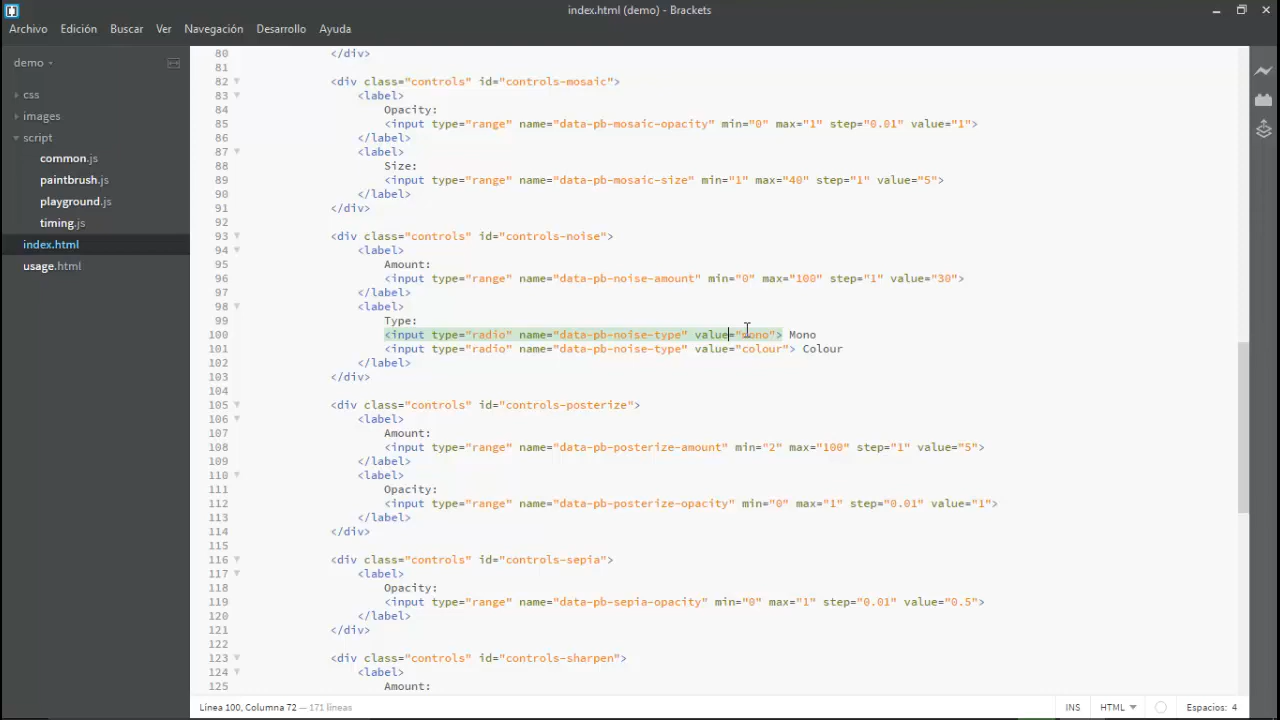 index.html (demo) - Brackets
Archivo Edición Buscar Ver Navegación Desarrollo Ayuda
demo
css
images
script
common.js
paintbrush.js
playground.js
timing.js
index.html
usage.html
80 </div>
81
82 <div class="controls" id="controls-mosaic">
83 <label>
84 Opacity:
85 <input type="range" name="data-pb-mosaic-opacity" min="0" max="1" step="0.01" value="1">
86 </label>
87 <label>
88 Size:
89 <input type="range" name="data-pb-mosaic-size" min="1" max="40" step="1" value="5">
90 </label>
91 </div>
92
93 <div class="controls" id="controls-noise">
94 <label>
95 Amount:
96 <input type="range" name="data-pb-noise-amount" min="0" max="100" step="1" value="30">
97 </label>
98 <label>
99 Type:
100 <input type="radio" name="data-pb-noise-type" value="mono"> Mono
101 <input type="radio" name="data-pb-noise-type" value="colour"> Colour
102 </label>
103 </div>
104
105 <div class="controls" id="controls-posterize">
106 <label>
107 Amount:
108 <input type="range" name="data-pb-posterize-amount" min="2" max="100" step="1" value="5">
109 </label>
110 <label>
111 Opacity:
112 <input type="range" name="data-pb-posterize-opacity" min="0" max="1" step="0.01" value="1">
113 </label>
114 </div>
115
116 <div class="controls" id="controls-sepia">
117 <label>
118 Opacity:
119 <input type="range" name="data-pb-sepia-opacity" min="0" max="1" step="0.01" value="0.5">
120 </label>
121 </div>
122
123 <div class="controls" id="controls-sharpen">
124 <label>
125 Amount:
Línea 100, Columna 72 — 171 líneas INS HTML Espacios: 4